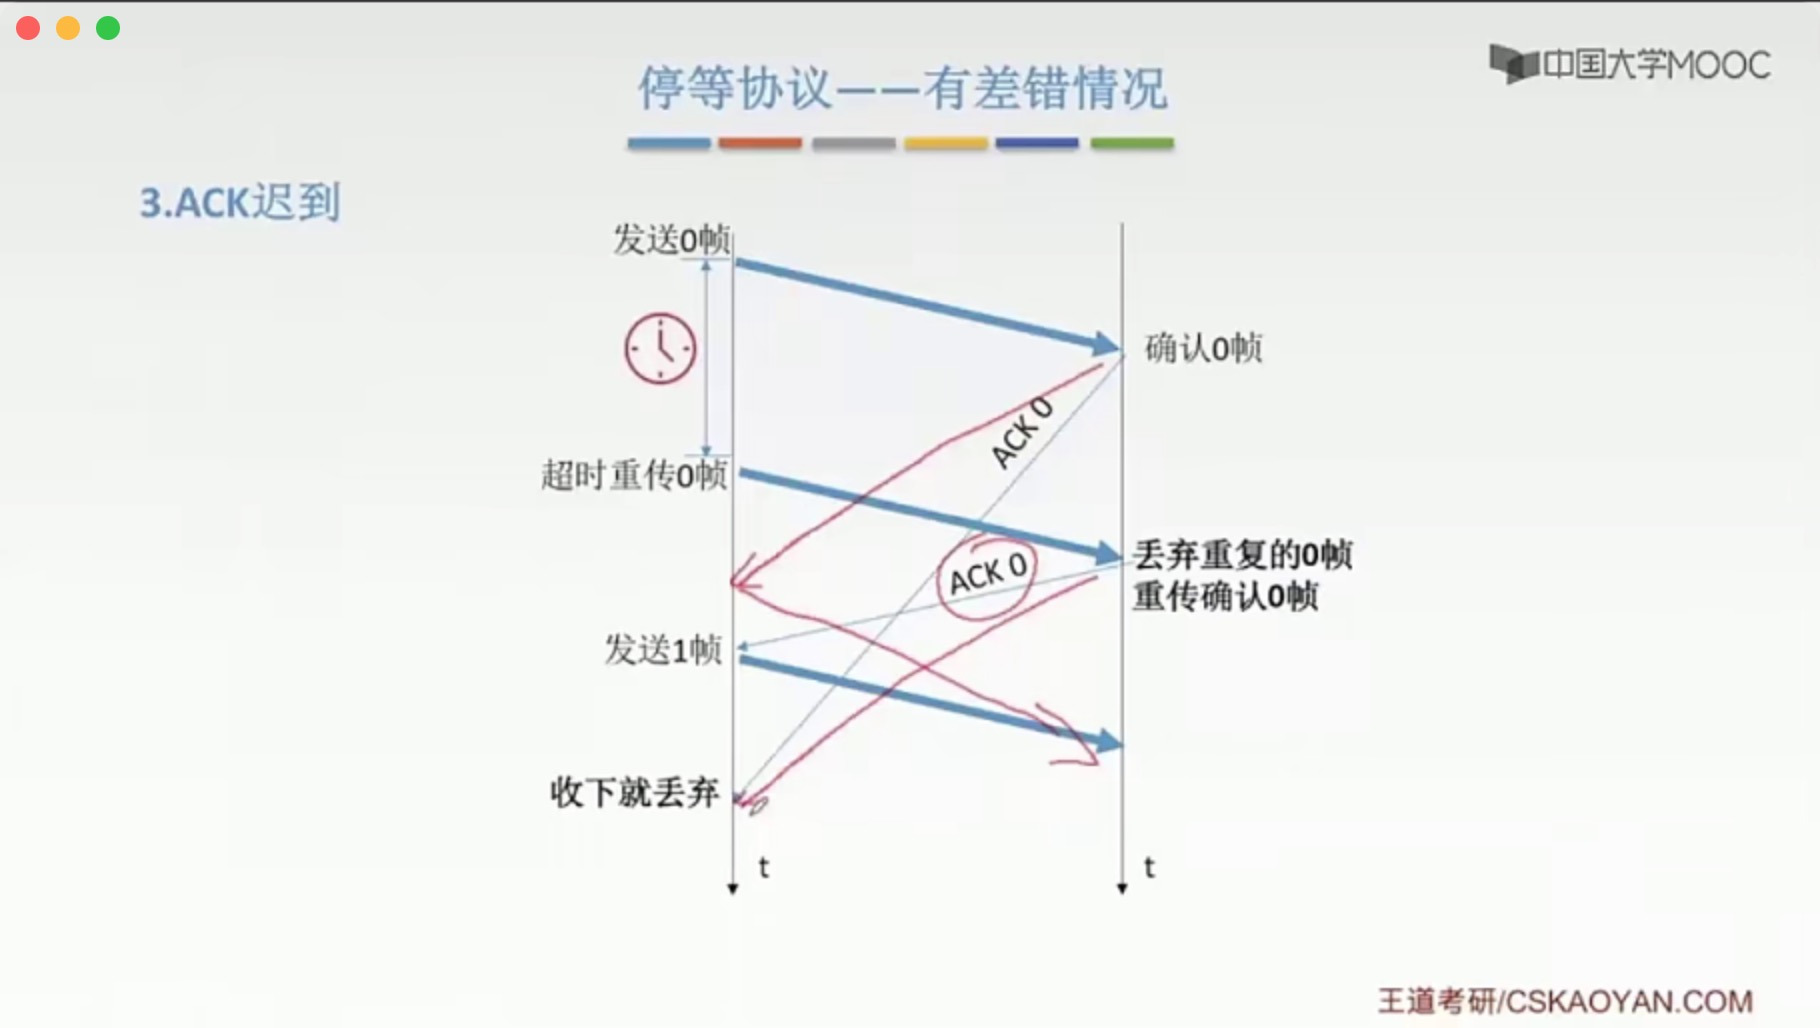 中国大学MOOC
停等协议——有差错情况
3.ACK迟到
发送0帧
确认0帧
ACK 0
超时重传0帧
丢弃重复的0帧
重传确认0帧
ACK 0
发送1帧
收下就丢弃
t
t
王道考研/CSKAOYAN.COM